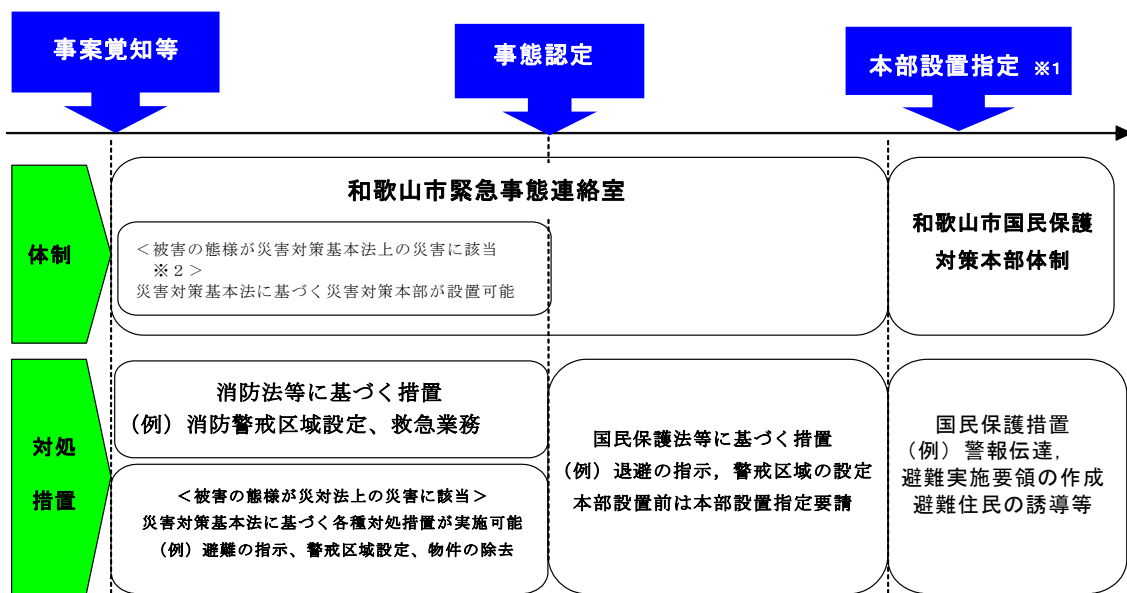 事案覚知等
事態認定
本部設置指定 ※1
体制
和歌山市緊急事態連絡室
＜被害の態様が災害対策基本法上の災害に該当
※２＞
災害対策基本法に基づく災害対策本部が設置可能
和歌山市国民保護
対策本部体制
対処
措置
消防法等に基づく措置
（例）消防警戒区域設定、救急業務
＜被害の態様が災対法上の災害に該当＞
災害対策基本法に基づく各種対処措置が実施可能
（例）避難の指示、警戒区域設定、物件の除去
国民保護法等に基づく措置
（例）退避の指示，警戒区域の設定
本部設置前は本部設置指定要請
国民保護措置
（例）警報伝達，
避難実施要領の作成
避難住民の誘導等